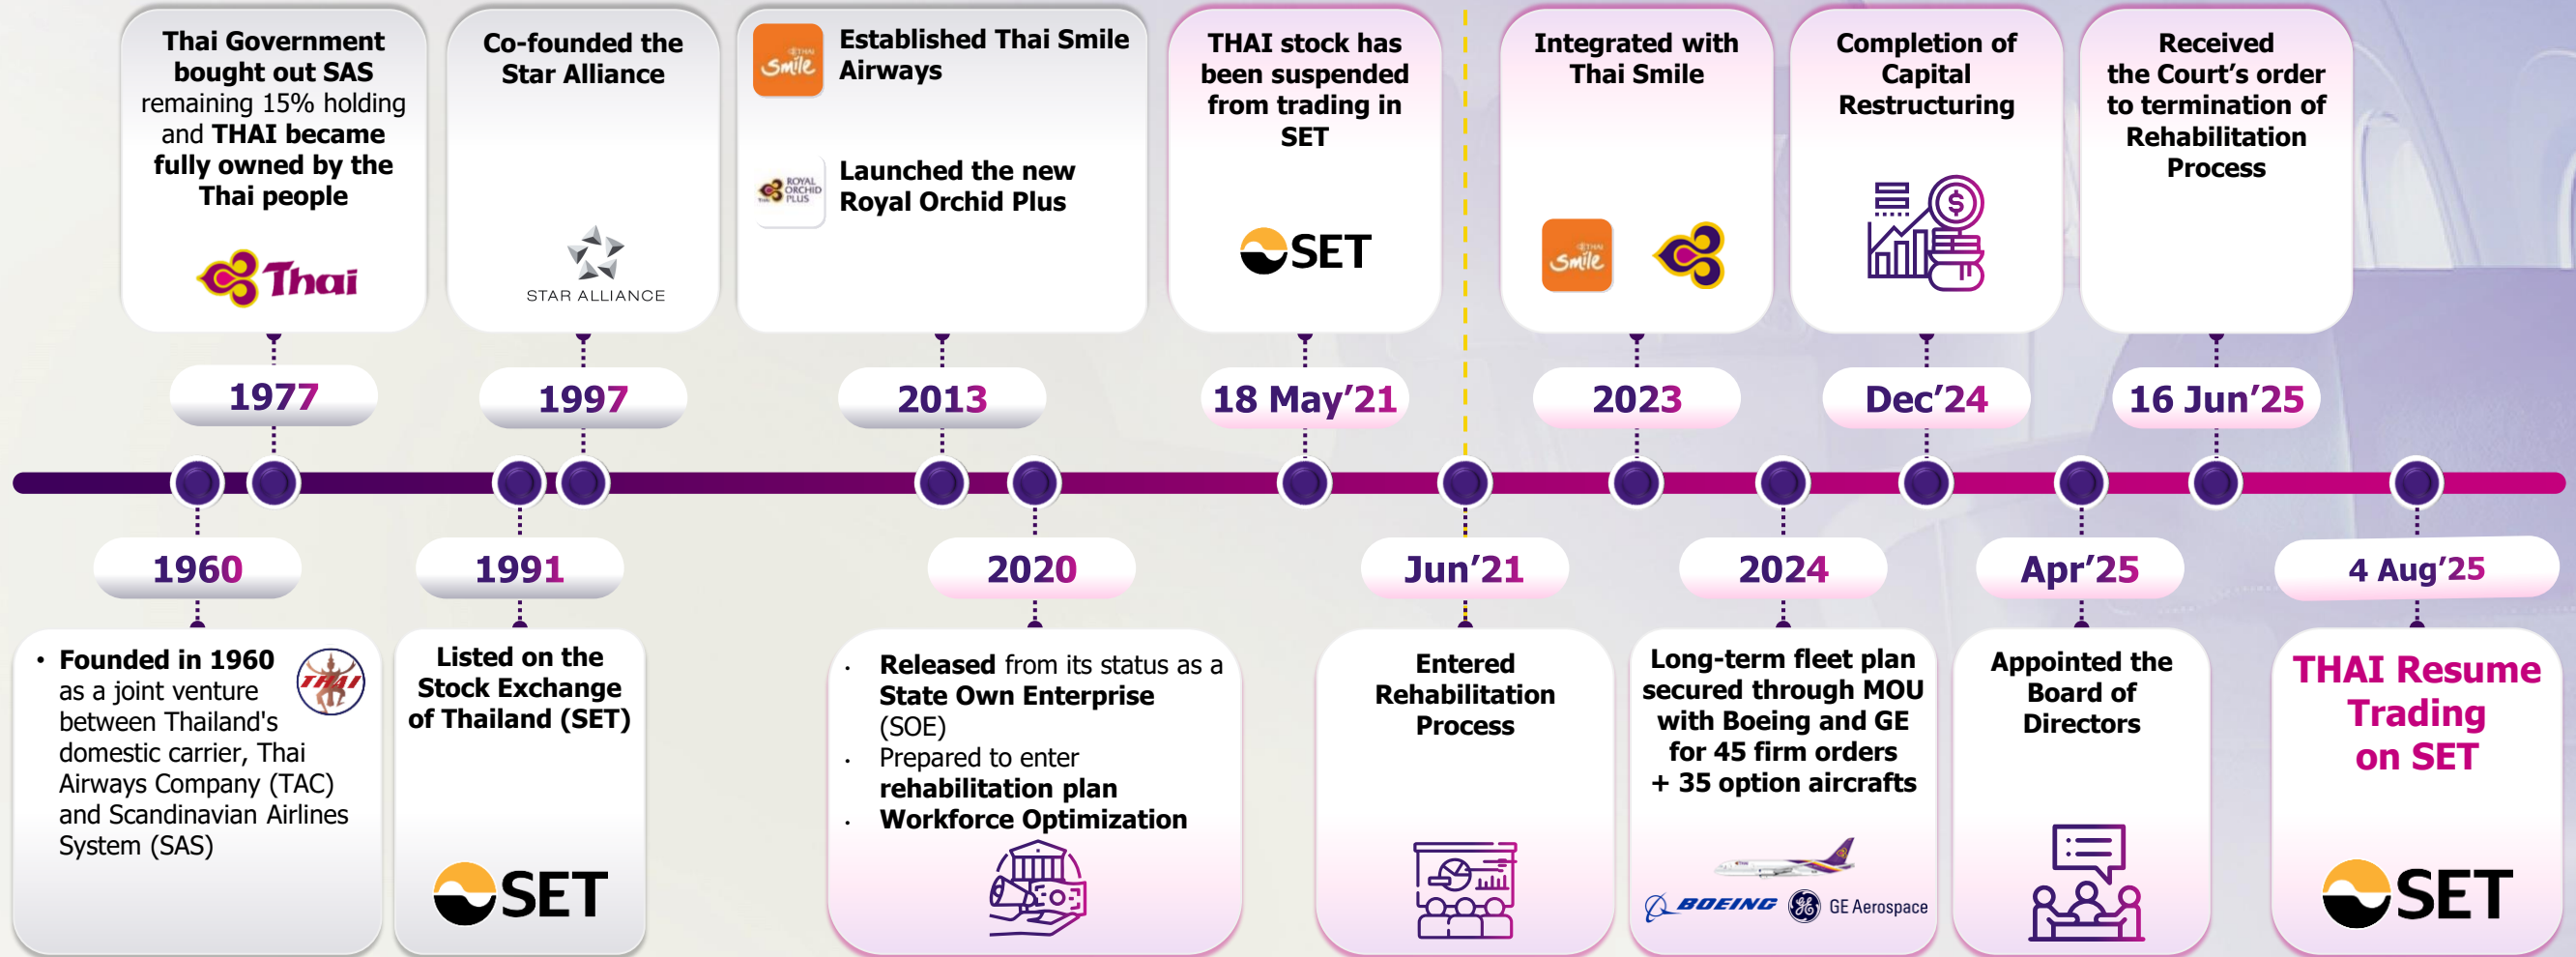 Thai Government
bought out SAS
remaining 15% holding
and THAI became
fully owned by the
Thai people
Thai
1977
Co-founded the
Star Alliance
STAR ALLIANCE
1997
THAI
Smile
Established Thai Smile
Airways
ROYAL
ORCHID
PLUS
Launched the new
Royal Orchid Plus
2013
THAI stock has
been suspended
from trading in
SET
SET
18 May’21
Integrated with
Thai Smile
THAI
Smile
2023
Completion of
Capital
Restructuring
$
Dec’24
Received
the Court’s order
to termination of
Rehabilitation
Process
16 Jun’25
1960
• Founded in 1960
as a joint venture
between Thailand's
domestic carrier, Thai
Airways Company (TAC)
and Scandinavian Airlines
System (SAS)
THAI
1991
Listed on the
Stock Exchange
of Thailand (SET)
SET
2020
• Released from its status as a
State Own Enterprise
(SOE)
• Prepared to enter
rehabilitation plan
• Workforce Optimization
Jun’21
Entered
Rehabilitation
Process
2024
Long-term fleet plan
secured through MOU
with Boeing and GE
for 45 firm orders
+ 35 option aircrafts
BOEING GE GE Aerospace
Apr’25
Appointed the
Board of
Directors
4 Aug’25
THAI Resume
Trading
on SET
SET